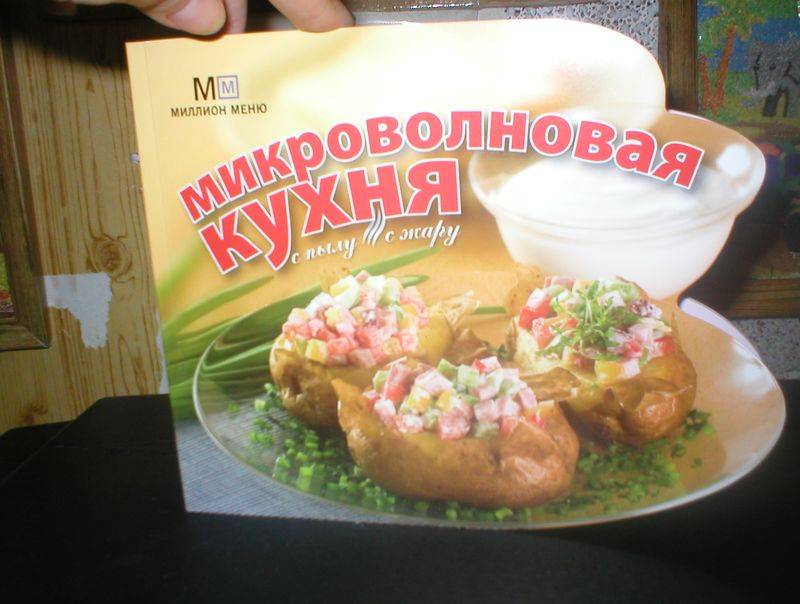 Мм
МИЛЛИОН МЕНЮ
МИКРОВОЛНОВАЯ
КУХНЯ
с пылу с жару